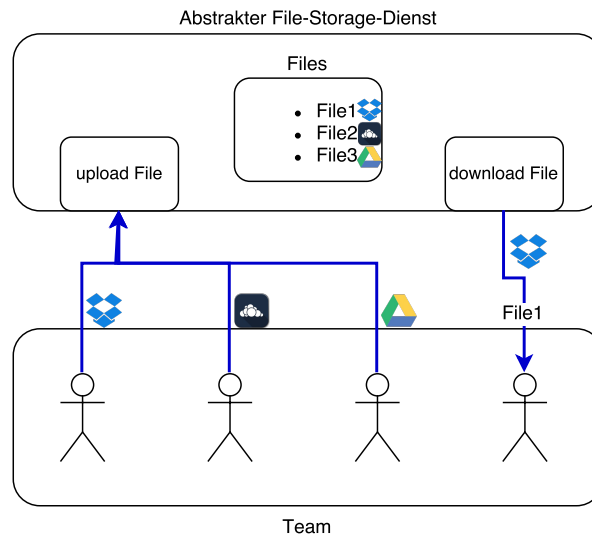 Abstrakter File-Storage-Dienst
Files
• File1
• File2
• File3
upload File
download File
File1
Team